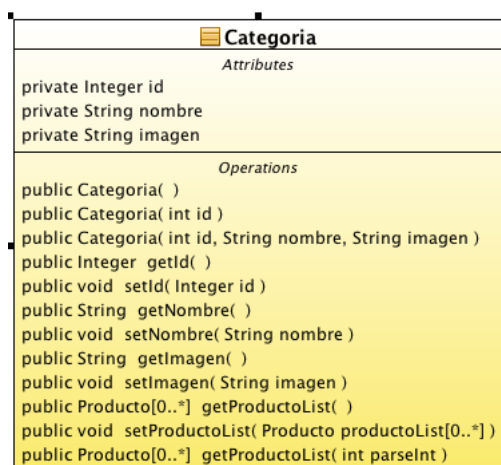 Categoria
Attributes
private Integer id
private String nombre
private String imagen
Operations
public Categoria( )
public Categoria( int id )
public Categoria( int id, String nombre, String imagen )
public Integer getId( )
public void setId( Integer id )
public String getNombre( )
public void setNombre( String nombre )
public String getImagen( )
public void setImagen( String imagen )
public Producto[0..*] getProductoList( )
public void setProductoList( Producto productoList[0..*] )
public Producto[0..*] getProductoList( int parseInt )